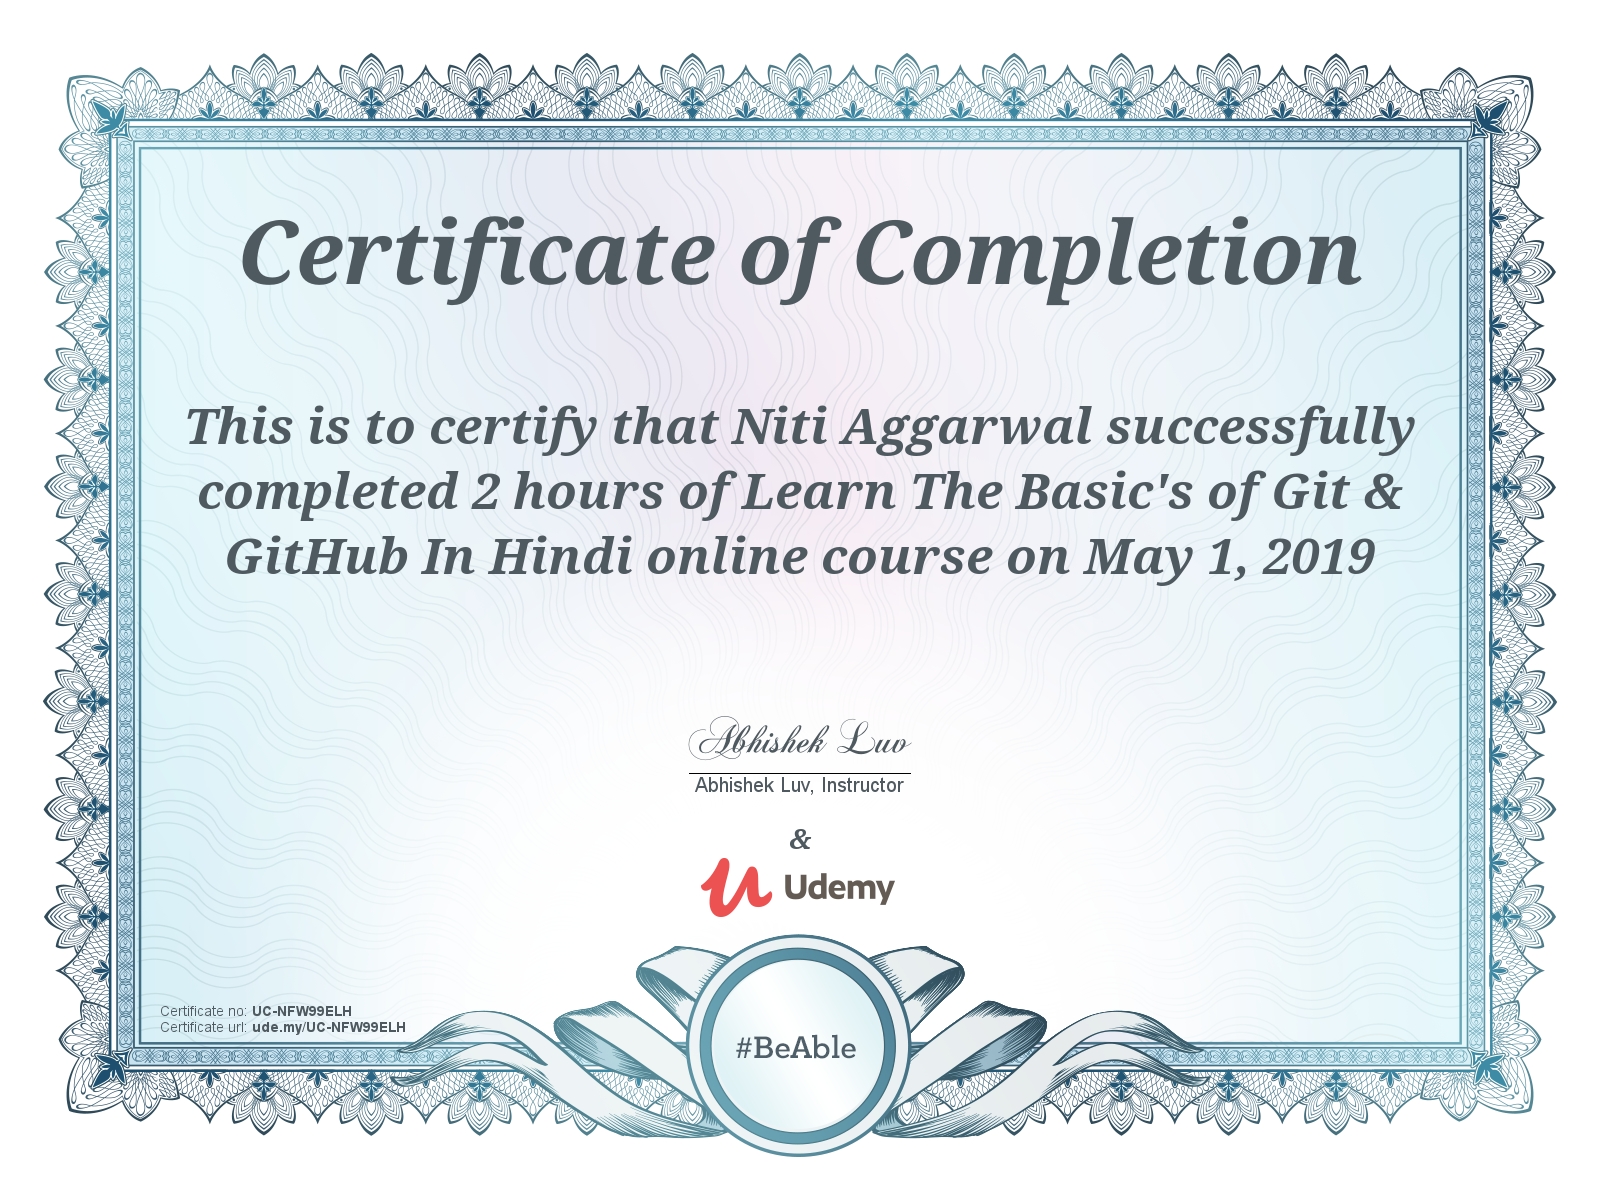 Certificate of Completion
This is to certify that Niti Aggarwal successfully
completed 2 hours of Learn The Basic's of Git &
GitHub In Hindi online course on May 1, 2019
Abhishek Luv
Abhishek Luv, Instructor
&
Udemy
Certificate no: UC-NFW99ELH
Certificate url: ude.my/UC-NFW99ELH
#BeAble